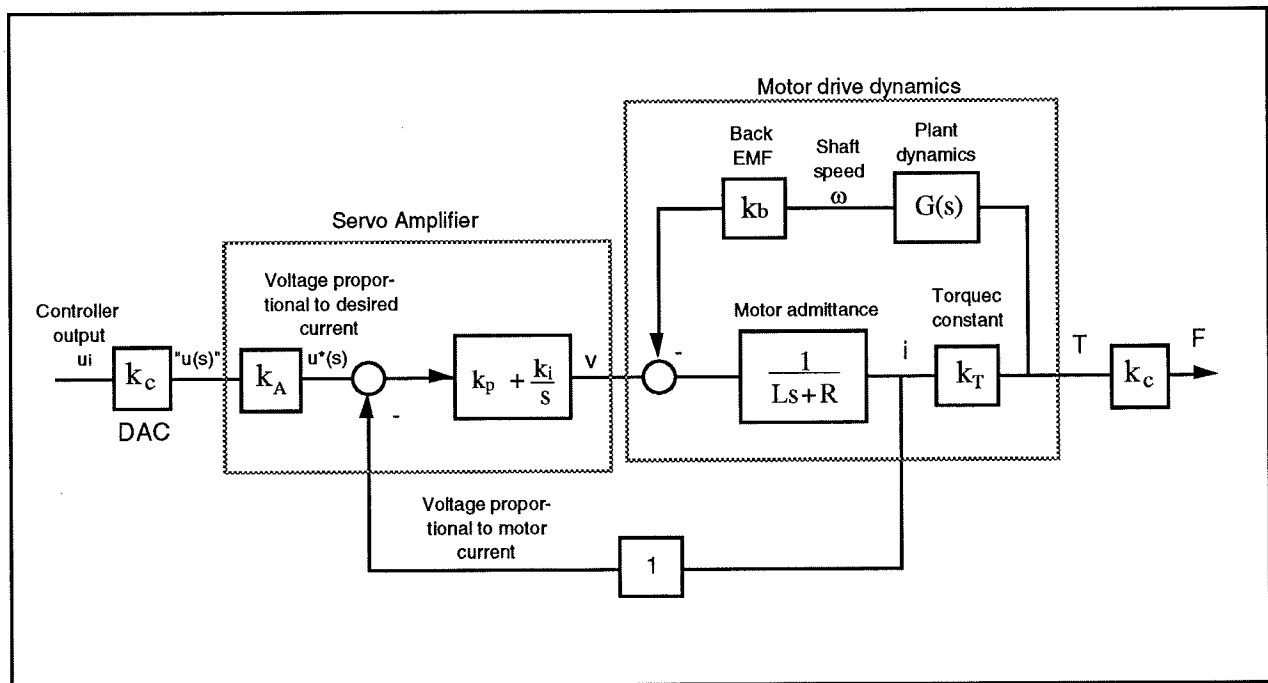 Motor drive dynamics
Back
EMF
Shaft
speed
ω
Plant
dynamics
kb
G(s)
Servo Amplifier
Voltage propor-
tional to desired
current
Controller
output
ui
kc
"u(s)"
DAC
kA
u*(s)
-
kp + ki/s
v
-
Motor admittance
1
Ls+R
i
Torquec
constant
kT
T
kc
F
Voltage propor-
tional to motor
current
1